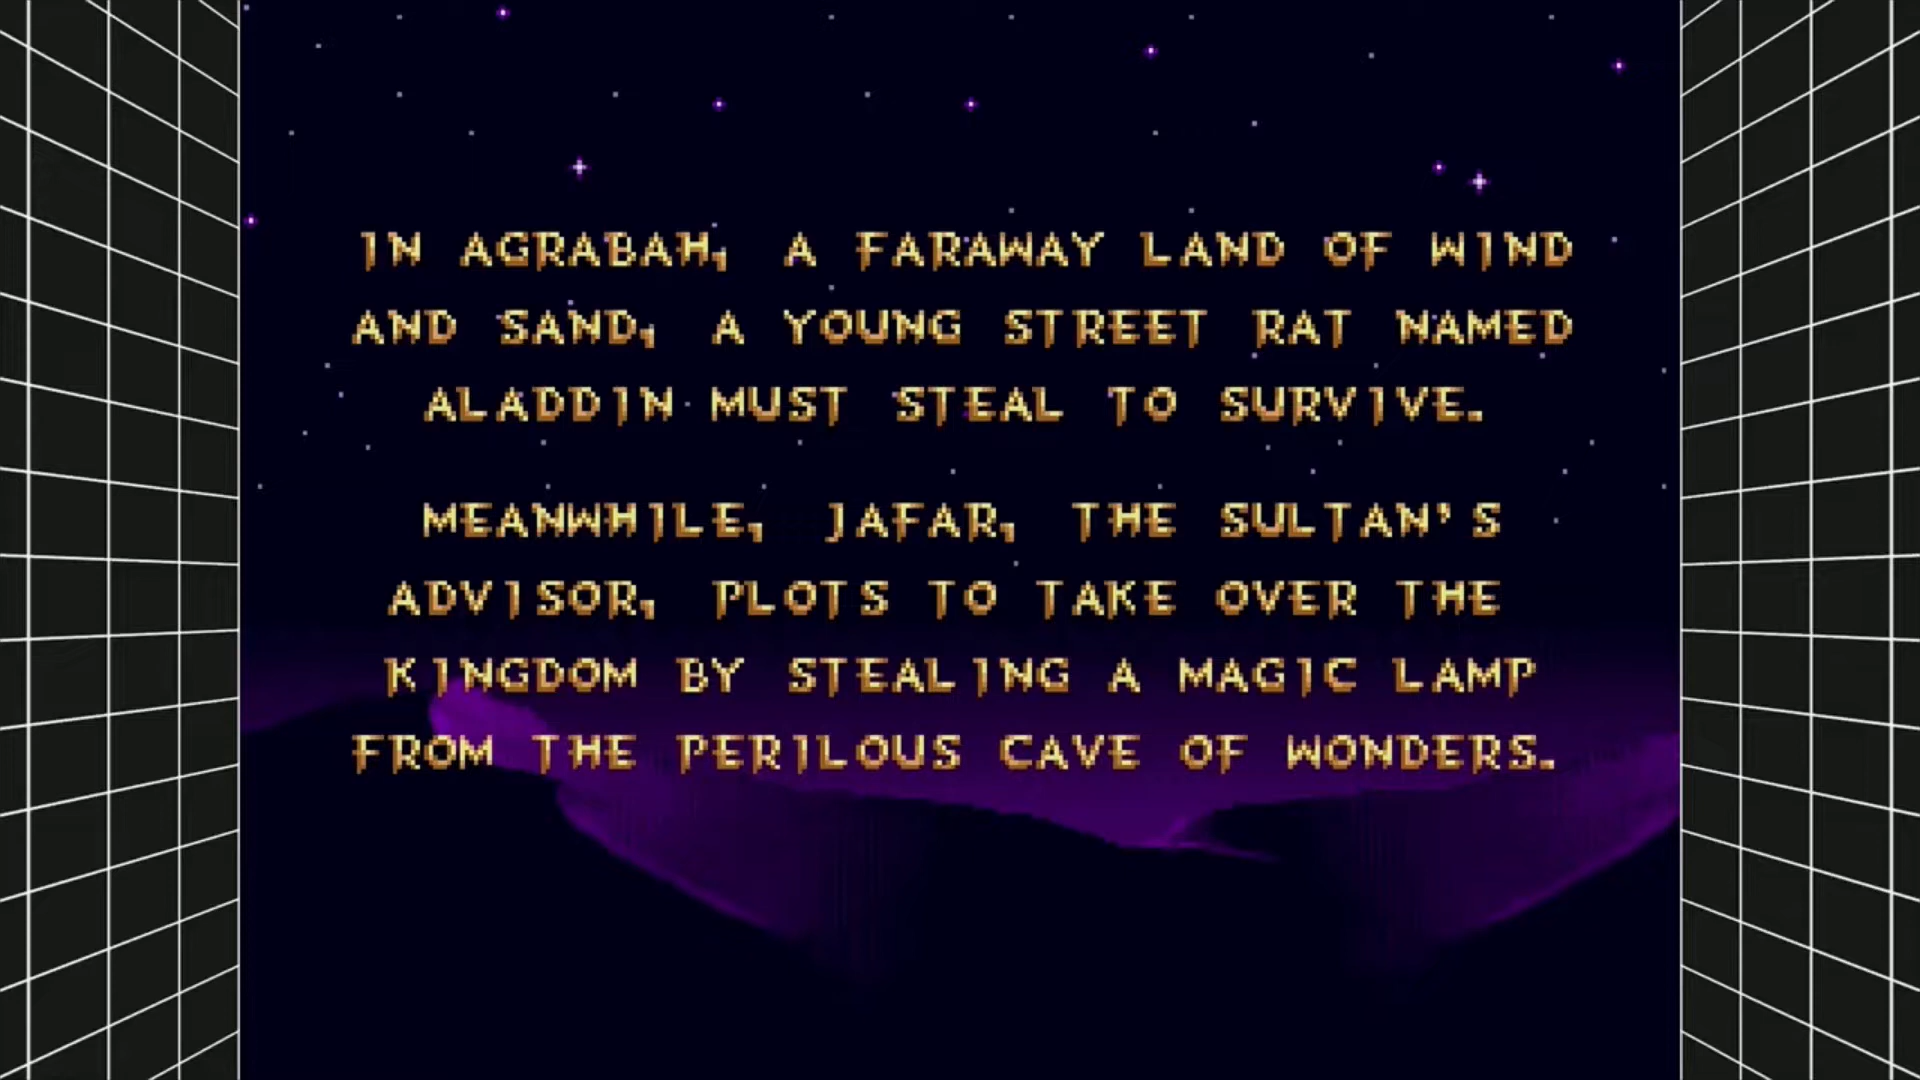 IN AGRABAH, A FARAWAY LAND OF WIND
AND SAND, A YOUNG STREET RAT NAMED
ALADDIN MUST STEAL TO SURVIVE.
MEANWHILE, JAFAR, THE SULTAN'S
ADVISOR, PLOTS TO TAKE OVER THE
KINGDOM BY STEALING A MAGIC LAMP
FROM THE PERILOUS CAVE OF WONDERS.